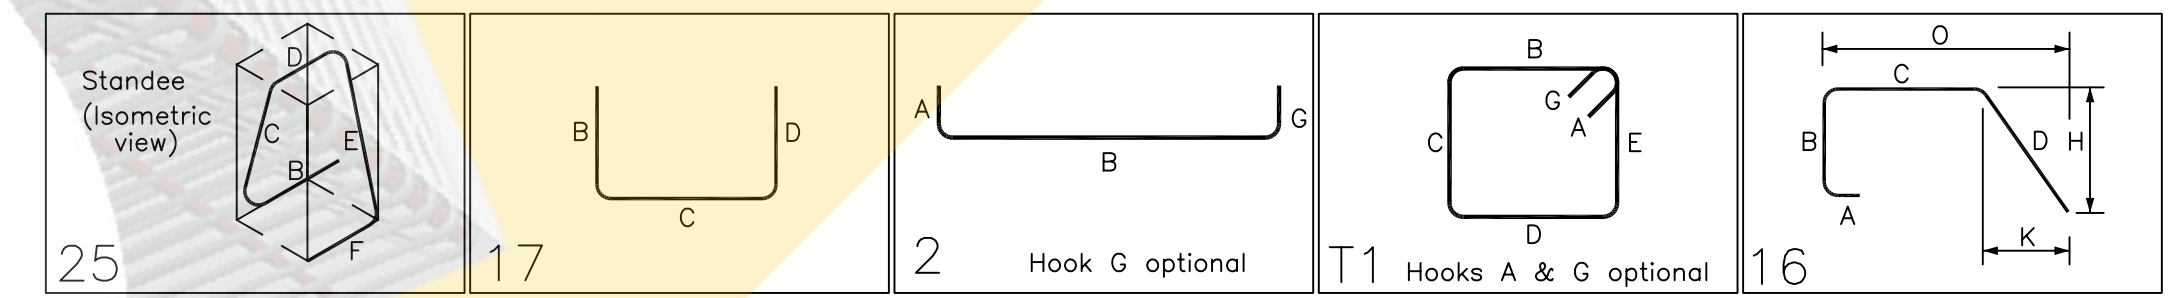 Standee
(Isometric
view)
D
C
E
B
F
25
B
D
C
17
A
G
B
2
Hook G optional
B
G
A
C
E
D
T1
Hooks A & G optional
O
C
B
D
H
A
K
16